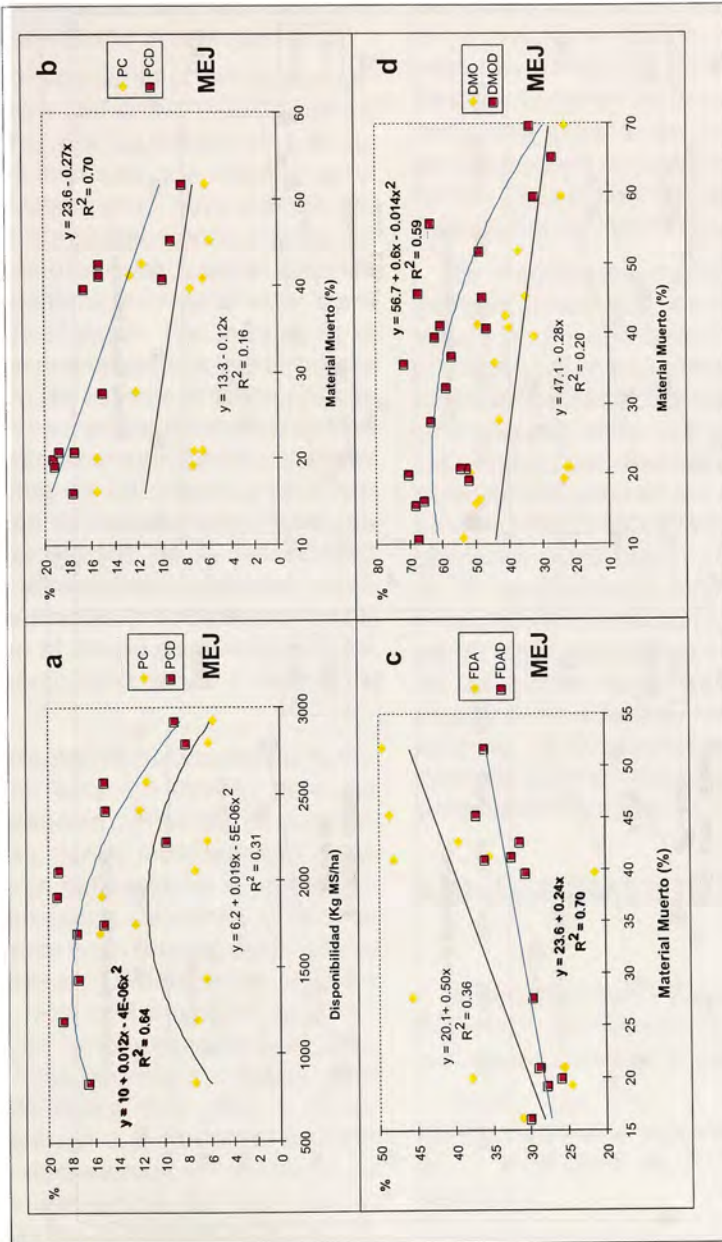 a
%
20
18
16
14
12
10
8
6
4
2
0
PC
PCD
MEJ
y = 10 + 0.012x - 4E-06x²
R² = 0.64
y = 6.2 + 0.019x - 5E-06x²
R² = 0.31
500
1000
1500
2000
2500
3000
Disponibilidad (Kg MS/ha)
b
%
20
18
16
14
12
10
8
6
4
2
0
PC
PCD
MEJ
y = 23.6 - 0.27x
R² = 0.70
y = 13.3 - 0.12x
R² = 0.16
10
20
30
40
50
60
Material Muerto (%)
c
%
50
45
40
35
30
25
20
FDA
FDAD
MEJ
y = 20.1 + 0.50x
R² = 0.36
y = 23.6 + 0.24x
R² = 0.70
15
20
25
30
35
40
45
50
55
Material Muerto (%)
d
%
80
70
60
50
40
30
20
10
DMO
DMOD
MEJ
y = 56.7 + 0.6x - 0.014x²
R² = 0.59
y = 47.1 - 0.28x
R² = 0.20
10
20
30
40
50
60
70
Material Muerto (%)